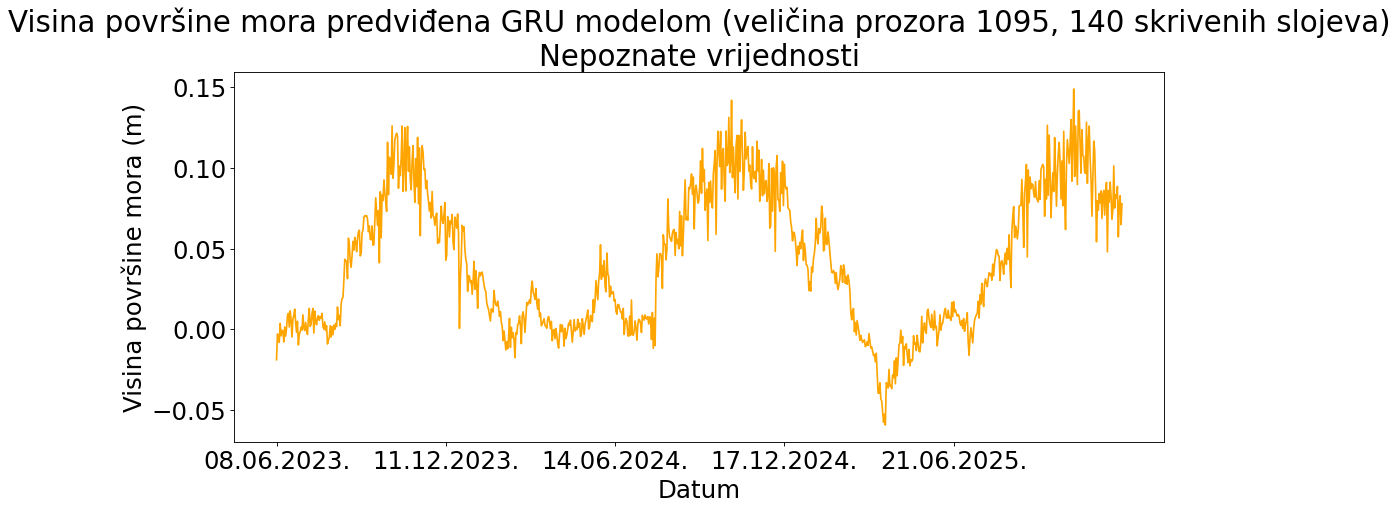 Visina površine mora predviđena GRU modelom (veličina prozora 1095, 140 skrivenih slojeva)
Nepoznate vrijednosti
Visina površine mora (m)
0.15
0.10
0.05
0.00
−0.05
08.06.2023. 11.12.2023. 14.06.2024. 17.12.2024. 21.06.2025.
Datum